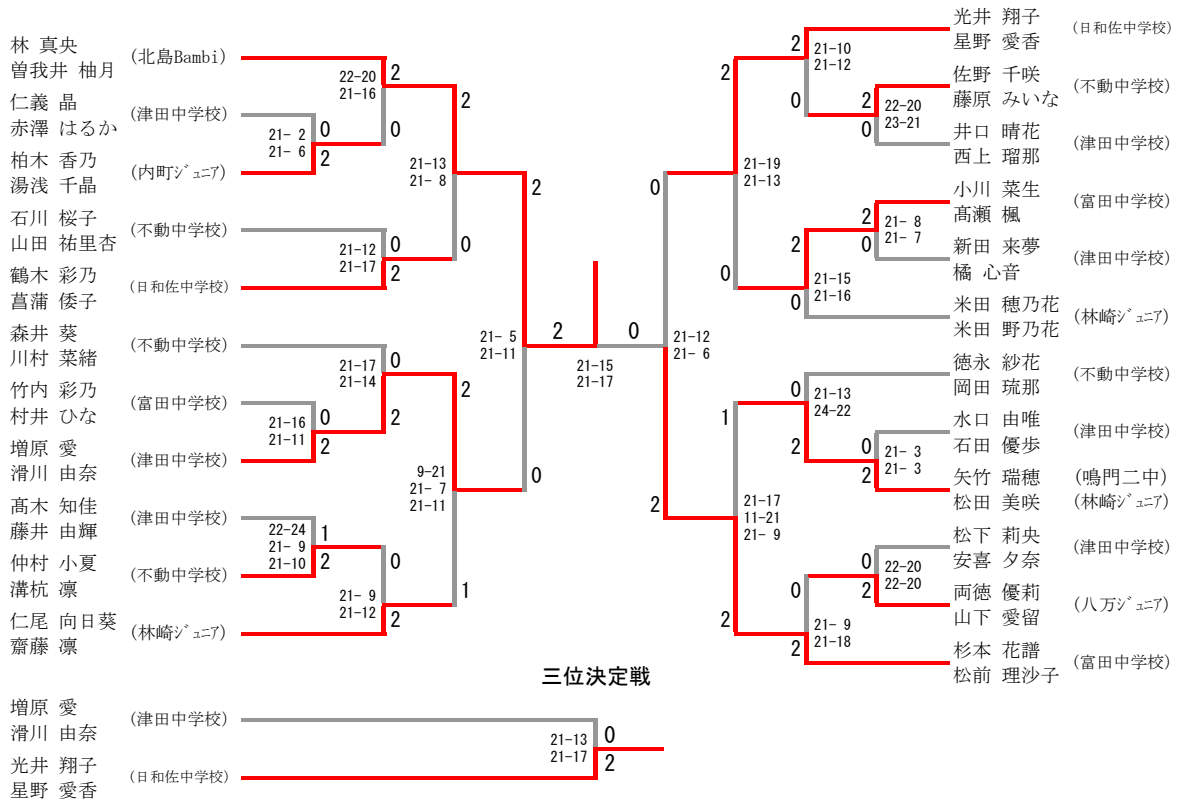 林 真央
曽我井 柚月
(北島Bambi)
仁義 晶
赤澤 はるか
(津田中学校)
柏木 香乃
湯浅 千晶
(内町ｼﾞｭﾆｱ)
石川 桜子
山田 祐里杏
(不動中学校)
鶴木 彩乃
菖蒲 倭子
(日和佐中学校)
森井 葵
川村 菜緒
(不動中学校)
竹内 彩乃
村井 ひな
(富田中学校)
増原 愛
滑川 由奈
(津田中学校)
髙木 知佳
藤井 由輝
(津田中学校)
仲村 小夏
溝杭 凛
(不動中学校)
仁尾 向日葵
齋藤 凛
(林崎ｼﾞｭﾆｱ)
22-20
21-16
2
0
21- 2
21- 6
0
2
21-13
21- 8
2
0
21-12
21-17
0
2
21- 5
21-11
2
0
21-17
21-14
0
2
21-16
21-11
0
2
9-21
21- 7
21-11
2
1
22-24
21- 9
21-10
1
2
21- 9
21-12
0
2
2
0
21-15
21-17
光井 翔子
星野 愛香
(日和佐中学校)
佐野 千咲
藤原 みいな
(不動中学校)
井口 晴花
西上 瑠那
(津田中学校)
小川 菜生
髙瀬 楓
(富田中学校)
新田 来夢
橘 心音
(津田中学校)
米田 穂乃花
米田 野乃花
(林崎ｼﾞｭﾆｱ)
徳永 紗花
岡田 琉那
(不動中学校)
水口 由唯
石田 優歩
(津田中学校)
矢竹 瑞穂
(鳴門二中)
松田 美咲
(林崎ｼﾞｭﾆｱ)
松下 莉央
安喜 夕奈
(津田中学校)
両徳 優莉
山下 愛留
(八万ｼﾞｭﾆｱ)
杉本 花譜
松前 理沙子
(富田中学校)
2
0
21-10
21-12
2
0
22-20
23-21
2
0
21-19
21-13
2
0
21- 8
21- 7
2
0
21-15
21-16
0
2
21-12
21- 6
0
2
21-13
24-22
0
2
21- 3
21- 3
1
2
21-17
11-21
21- 9
0
2
22-20
22-20
0
2
21- 9
21-18
三位決定戦
増原 愛
滑川 由奈
(津田中学校)
光井 翔子
星野 愛香
(日和佐中学校)
21-13
21-17
0
2